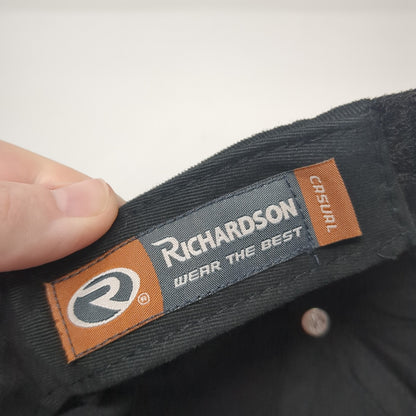 R®
RICHARDSON
WEAR THE BEST
CASUAL